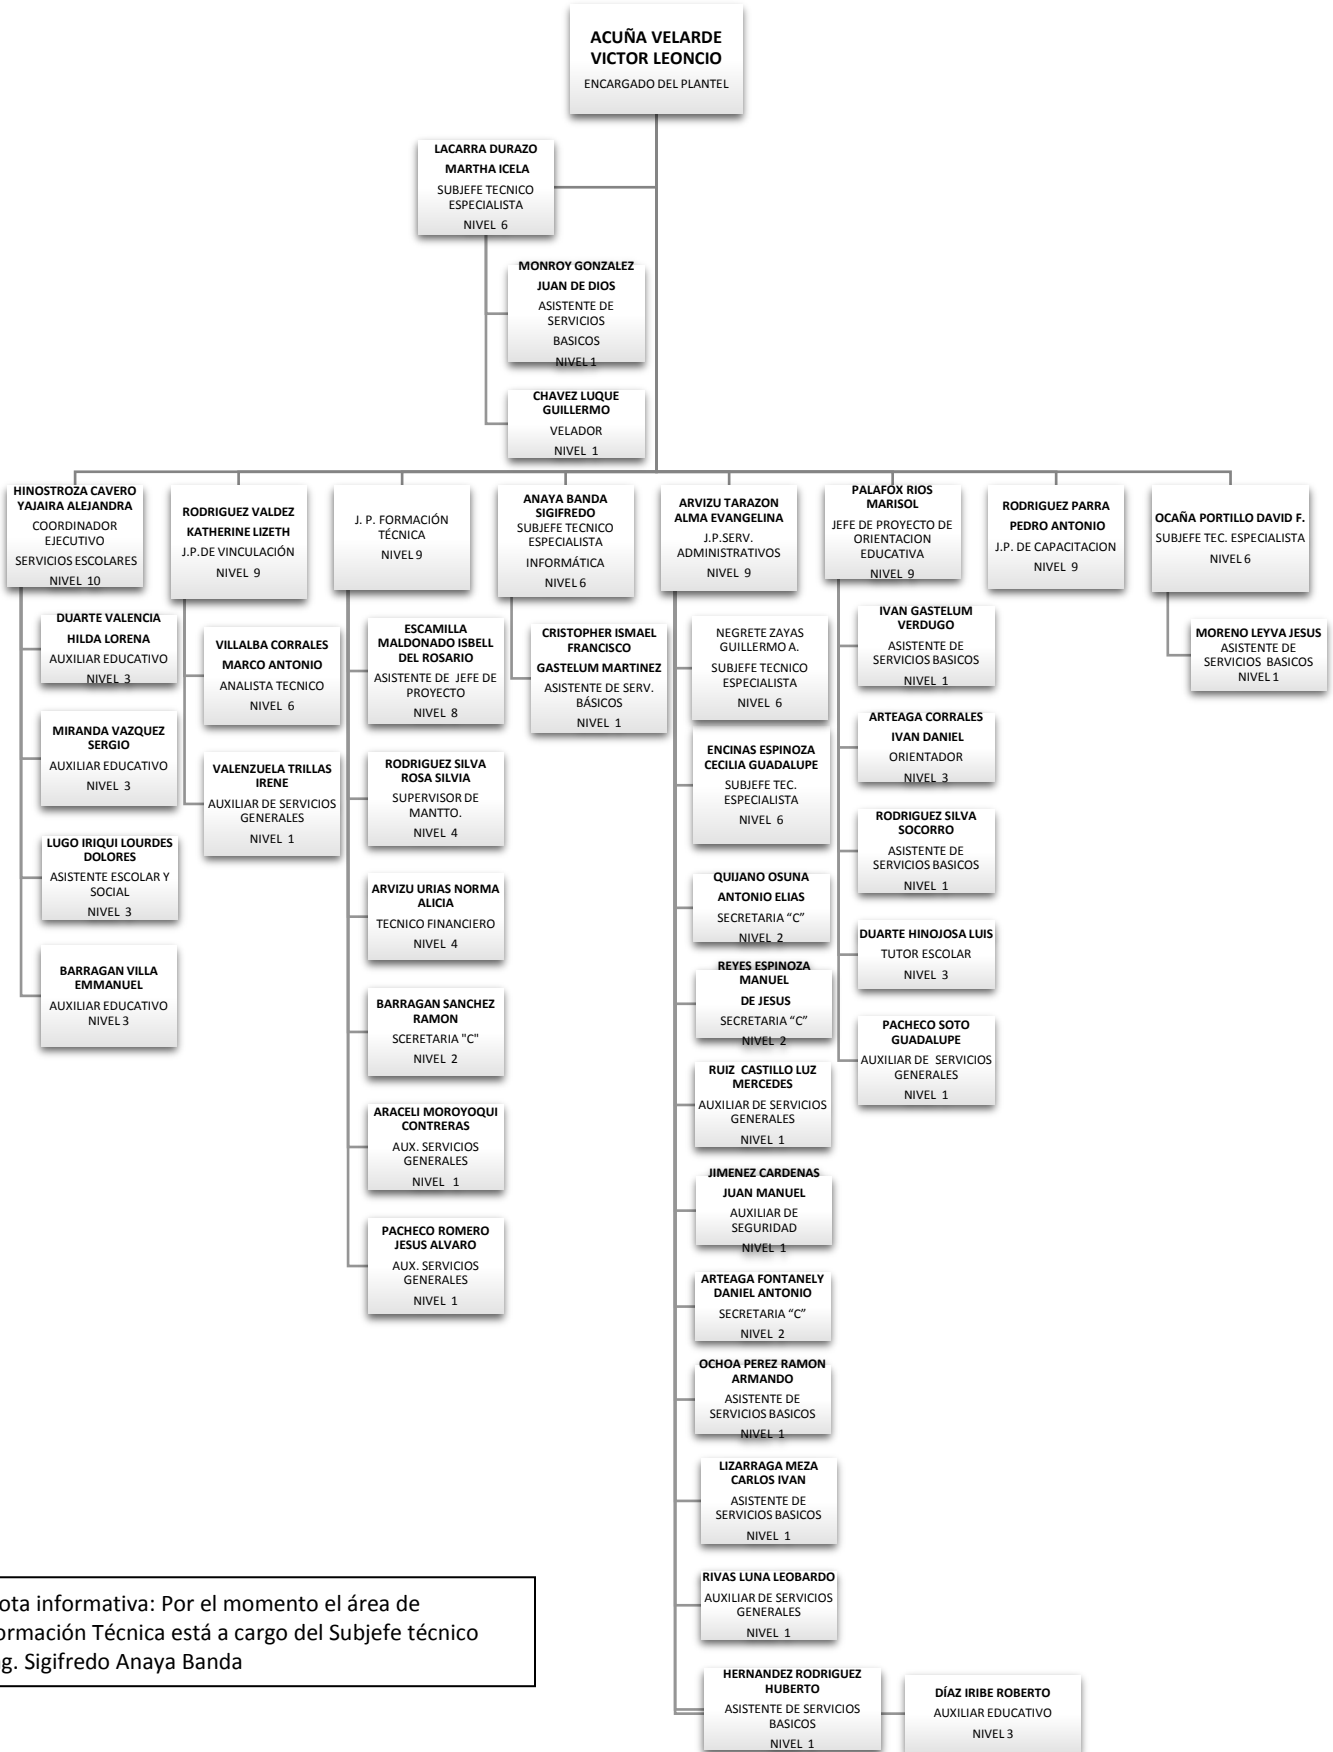 ACUÑA VELARDE
VICTOR LEONCIO
ENCARGADO DEL PLANTEL
LACARRA DURAZO
MARTHA ICELA
SUBJEFE TECNICO
ESPECIALISTA
NIVEL 6
MONROY GONZALEZ
JUAN DE DIOS
ASISTENTE DE
SERVICIOS
BASICOS
NIVEL 1
CHAVEZ LUQUE
GUILLERMO
VELADOR
NIVEL 1
HINOSTROZA CAVERO
YAJAIRA ALEJANDRA
COORDINADOR
EJECUTIVO
SERVICIOS ESCOLARES
NIVEL 10
DUARTE VALENCIA
HILDA LORENA
AUXILIAR EDUCATIVO
NIVEL 3
MIRANDA VAZQUEZ
SERGIO
AUXILIAR EDUCATIVO
NIVEL 3
LUGO IRIQUI LOURDES
DOLORES
ASISTENTE ESCOLAR Y
SOCIAL
NIVEL 3
BARRAGAN VILLA
EMMANUEL
AUXILIAR EDUCATIVO
NIVEL 3
RODRIGUEZ VALDEZ
KATHERINE LIZETH
J.P.DE VINCULACIÓN
NIVEL 9
VILLALBA CORRALES
MARCO ANTONIO
ANALISTA TECNICO
NIVEL 6
VALENZUELA TRILLAS
IRENE
AUXILIAR DE SERVICIOS
GENERALES
NIVEL 1
J. P. FORMACIÓN
TÉCNICA
NIVEL 9
ESCAMILLA
MALDONADO ISBELL
DEL ROSARIO
ASISTENTE DE JEFE DE
PROYECTO
NIVEL 8
RODRIGUEZ SILVA
ROSA SILVIA
SUPERVISOR DE
MANTTO.
NIVEL 4
ARVIZU URIAS NORMA
ALICIA
TECNICO FINANCIERO
NIVEL 4
BARRAGAN SANCHEZ
RAMON
SCERETARIA "C"
NIVEL 2
ARACELI MOROYOQUI
CONTRERAS
AUX. SERVICIOS
GENERALES
NIVEL 1
PACHECO ROMERO
JESUS ALVARO
AUX. SERVICIOS
GENERALES
NIVEL 1
ANAYA BANDA
SIGIFREDO
SUBJEFE TECNICO
ESPECIALISTA
INFORMÁTICA
NIVEL 6
CRISTOPHER ISMAEL
FRANCISCO
GASTELUM MARTINEZ
ASISTENTE DE SERV.
BÁSICOS
NIVEL 1
ARVIZU TARAZON
ALMA EVANGELINA
J.P.SERV.
ADMINISTRATIVOS
NIVEL 9
NEGRETE ZAYAS
GUILLERMO A.
SUBJEFE TECNICO
ESPECIALISTA
NIVEL 6
ENCINAS ESPINOZA
CECILIA GUADALUPE
SUBJEFE TEC.
ESPECIALISTA
NIVEL 6
QUIJANO OSUNA
ANTONIO ELIAS
SECRETARIA “C”
NIVEL 2
REYES ESPINOZA
MANUEL
DE JESUS
SECRETARIA “C”
NIVEL 2
RUIZ CASTILLO LUZ
MERCEDES
AUXILIAR DE SERVICIOS
GENERALES
NIVEL 1
JIMENEZ CARDENAS
JUAN MANUEL
AUXILIAR DE
SEGURIDAD
NIVEL 1
ARTEAGA FONTANELY
DANIEL ANTONIO
SECRETARIA “C”
NIVEL 2
OCHOA PEREZ RAMON
ARMANDO
ASISTENTE DE
SERVICIOS BASICOS
NIVEL 1
LIZARRAGA MEZA
CARLOS IVAN
ASISTENTE DE
SERVICIOS BASICOS
NIVEL 1
RIVAS LUNA LEOBARDO
AUXILIAR DE SERVICIOS
GENERALES
NIVEL 1
HERNANDEZ RODRIGUEZ
HUBERTO
ASISTENTE DE SERVICIOS
BASICOS
NIVEL 1
DÍAZ IRIBE ROBERTO
AUXILIAR EDUCATIVO
NIVEL 3
PALAFOX RIOS
MARISOL
JEFE DE PROYECTO DE
ORIENTACION
EDUCATIVA
NIVEL 9
IVAN GASTELUM
VERDUGO
ASISTENTE DE
SERVICIOS BASICOS
NIVEL 1
ARTEAGA CORRALES
IVAN DANIEL
ORIENTADOR
NIVEL 3
RODRIGUEZ SILVA
SOCORRO
ASISTENTE DE
SERVICIOS BASICOS
NIVEL 1
DUARTE HINOJOSA LUIS
TUTOR ESCOLAR
NIVEL 3
PACHECO SOTO
GUADALUPE
AUXILIAR DE SERVICIOS
GENERALES
NIVEL 1
RODRIGUEZ PARRA
PEDRO ANTONIO
J.P. DE CAPACITACION
NIVEL 9
OCAÑA PORTILLO DAVID F.
SUBJEFE TEC. ESPECIALISTA
NIVEL 6
MORENO LEYVA JESUS
ASISTENTE DE
SERVICIOS BASICOS
NIVEL 1
ota informativa: Por el momento el área de
ormación Técnica está a cargo del Subjefe técnico
g. Sigifredo Anaya Banda